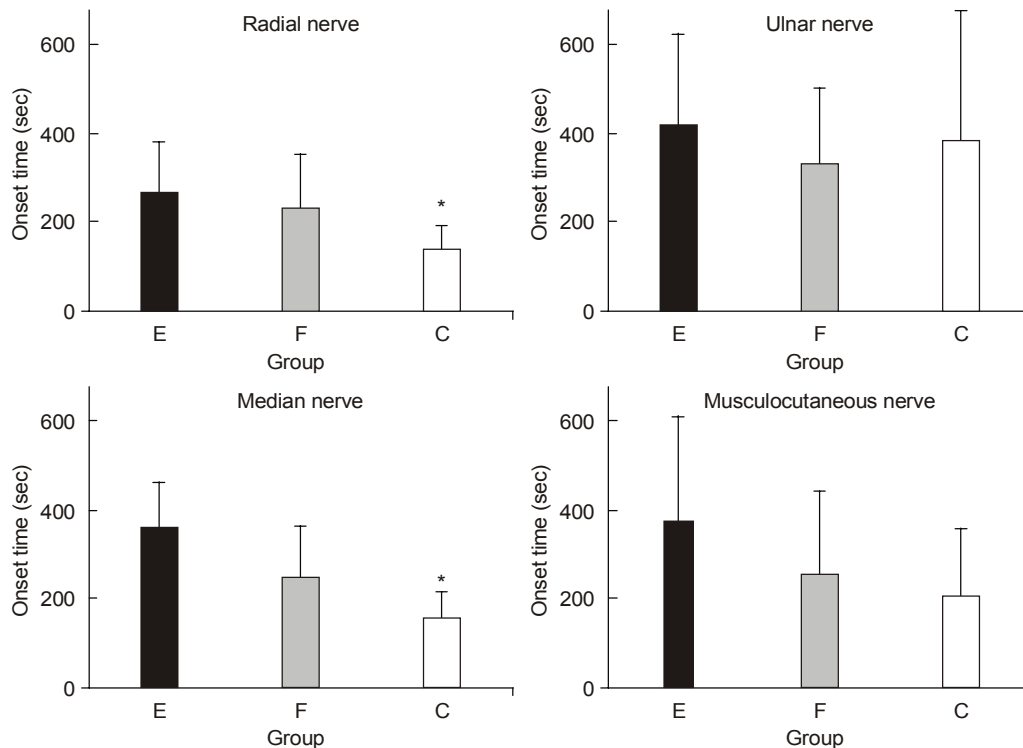 Radial nerve
Onset time (sec)
600
400
200
0
*
E F C
Group
Ulnar nerve
Onset time (sec)
600
400
200
0
E F C
Group
Median nerve
Onset time (sec)
600
400
200
0
*
E F C
Group
Musculocutaneous nerve
Onset time (sec)
600
400
200
0
E F C
Group